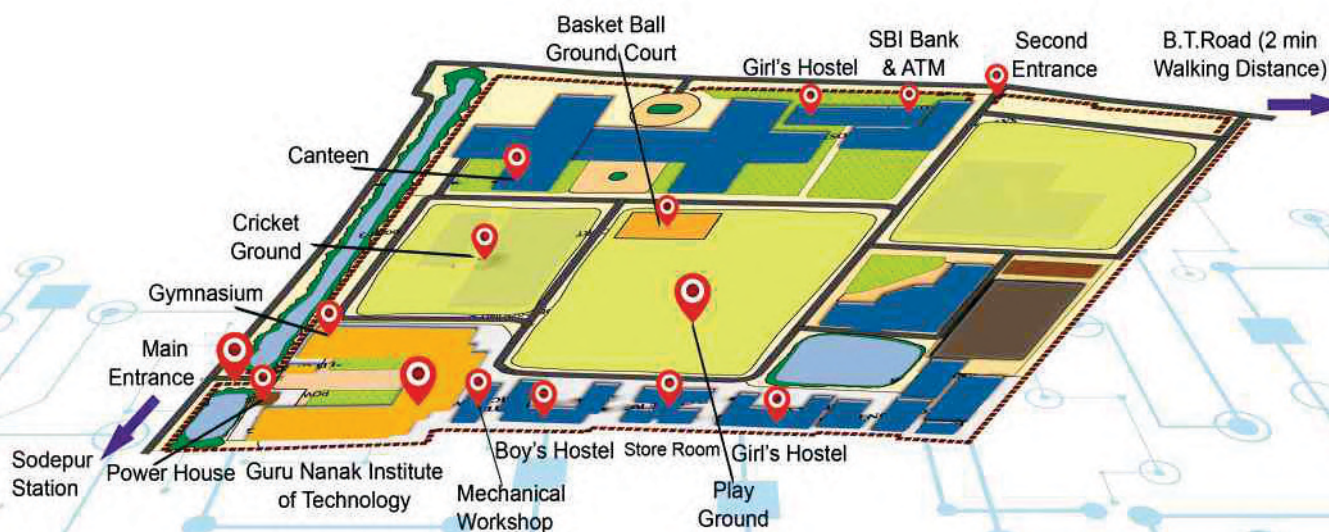 Basket Ball
Ground Court
Girl's Hostel
SBI Bank
& ATM
Second
Entrance
B.T.Road (2 min
Walking Distance)
Canteen
Cricket
Ground
Gymnasium
Main
Entrance
Sodepur
Station
Power House
Guru Nanak Institute
of Technology
Mechanical
Workshop
Boy's Hostel
Store Room
Girl's Hostel
Play
Ground